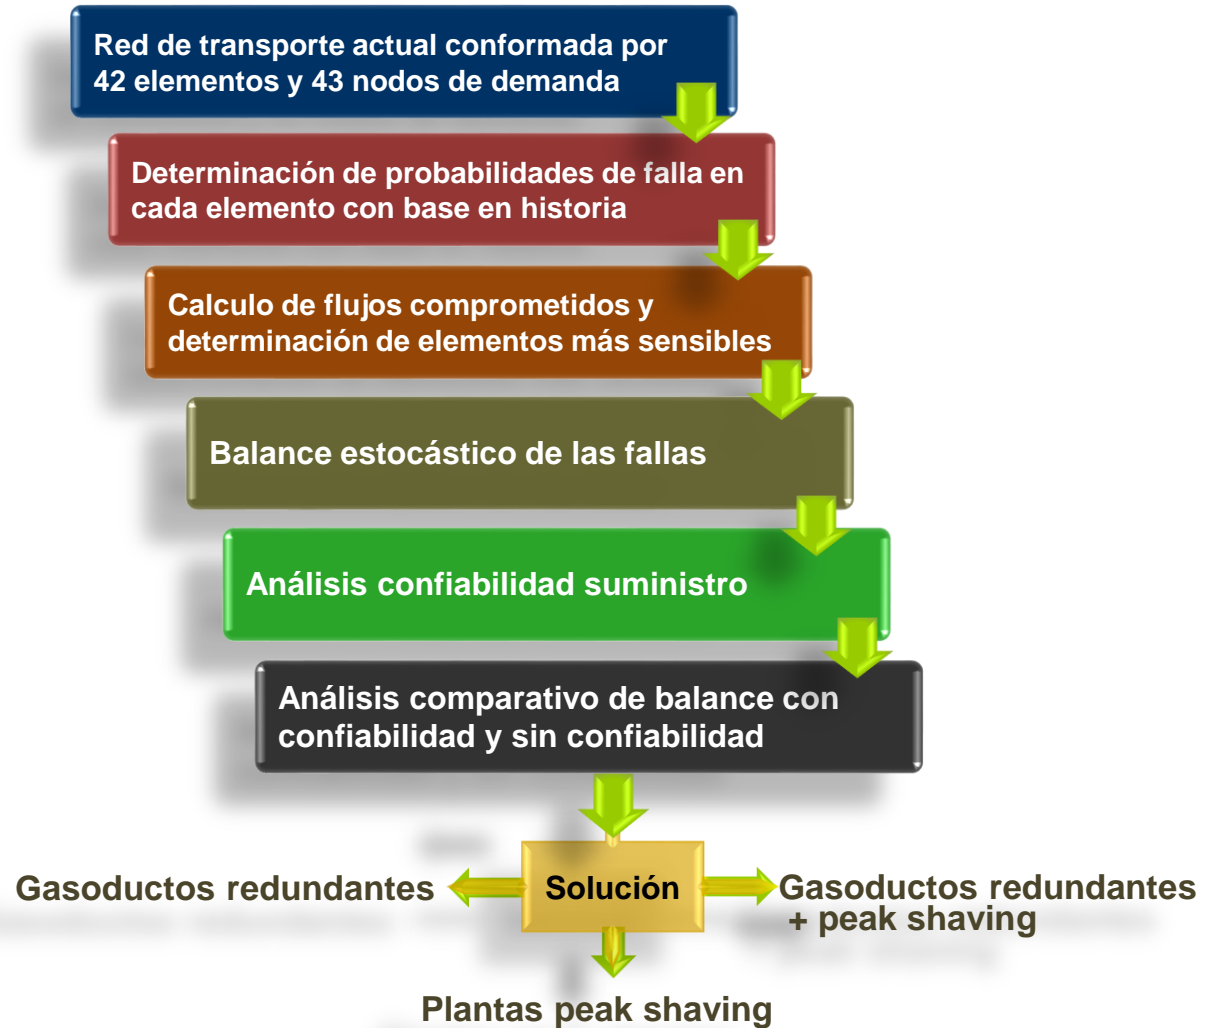 Red de transporte actual conformada por
42 elementos y 43 nodos de demanda
Determinación de probabilidades de falla en
cada elemento con base en historia
Calculo de flujos comprometidos y
determinación de elementos más sensibles
Balance estocástico de las fallas
Análisis confiabilidad suministro
Análisis comparativo de balance con
confiabilidad y sin confiabilidad
Gasoductos redundantes
Solución
Gasoductos redundantes
+ peak shaving
Plantas peak shaving